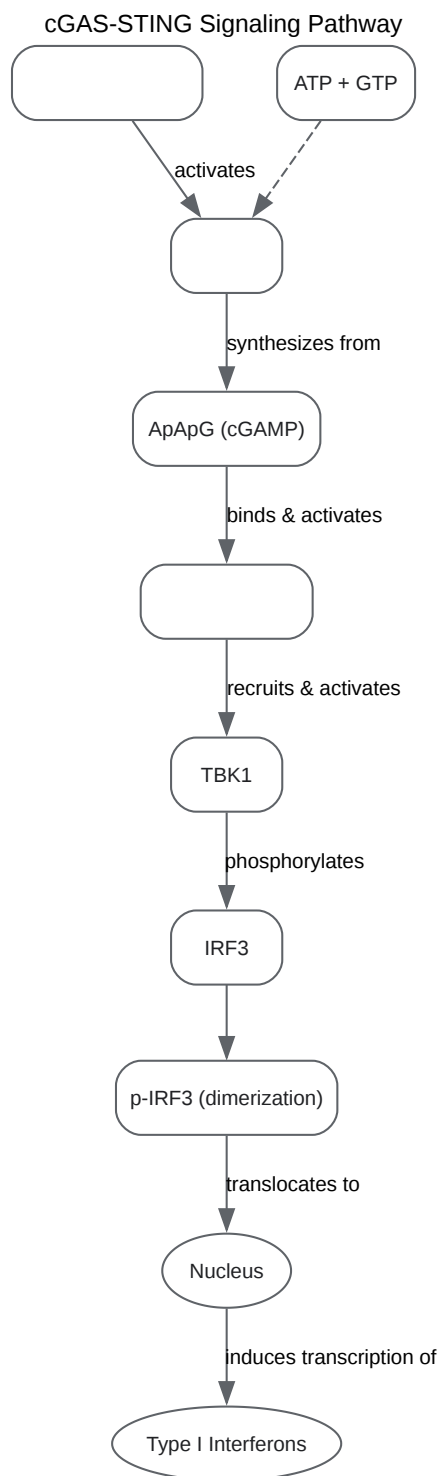 cGAS-STING Signaling Pathway
ATP + GTP
activates
synthesizes from
ApApG (cGAMP)
binds & activates
recruits & activates
TBK1
phosphorylates
IRF3
p-IRF3 (dimerization)
translocates to
Nucleus
induces transcription of
Type I Interferons